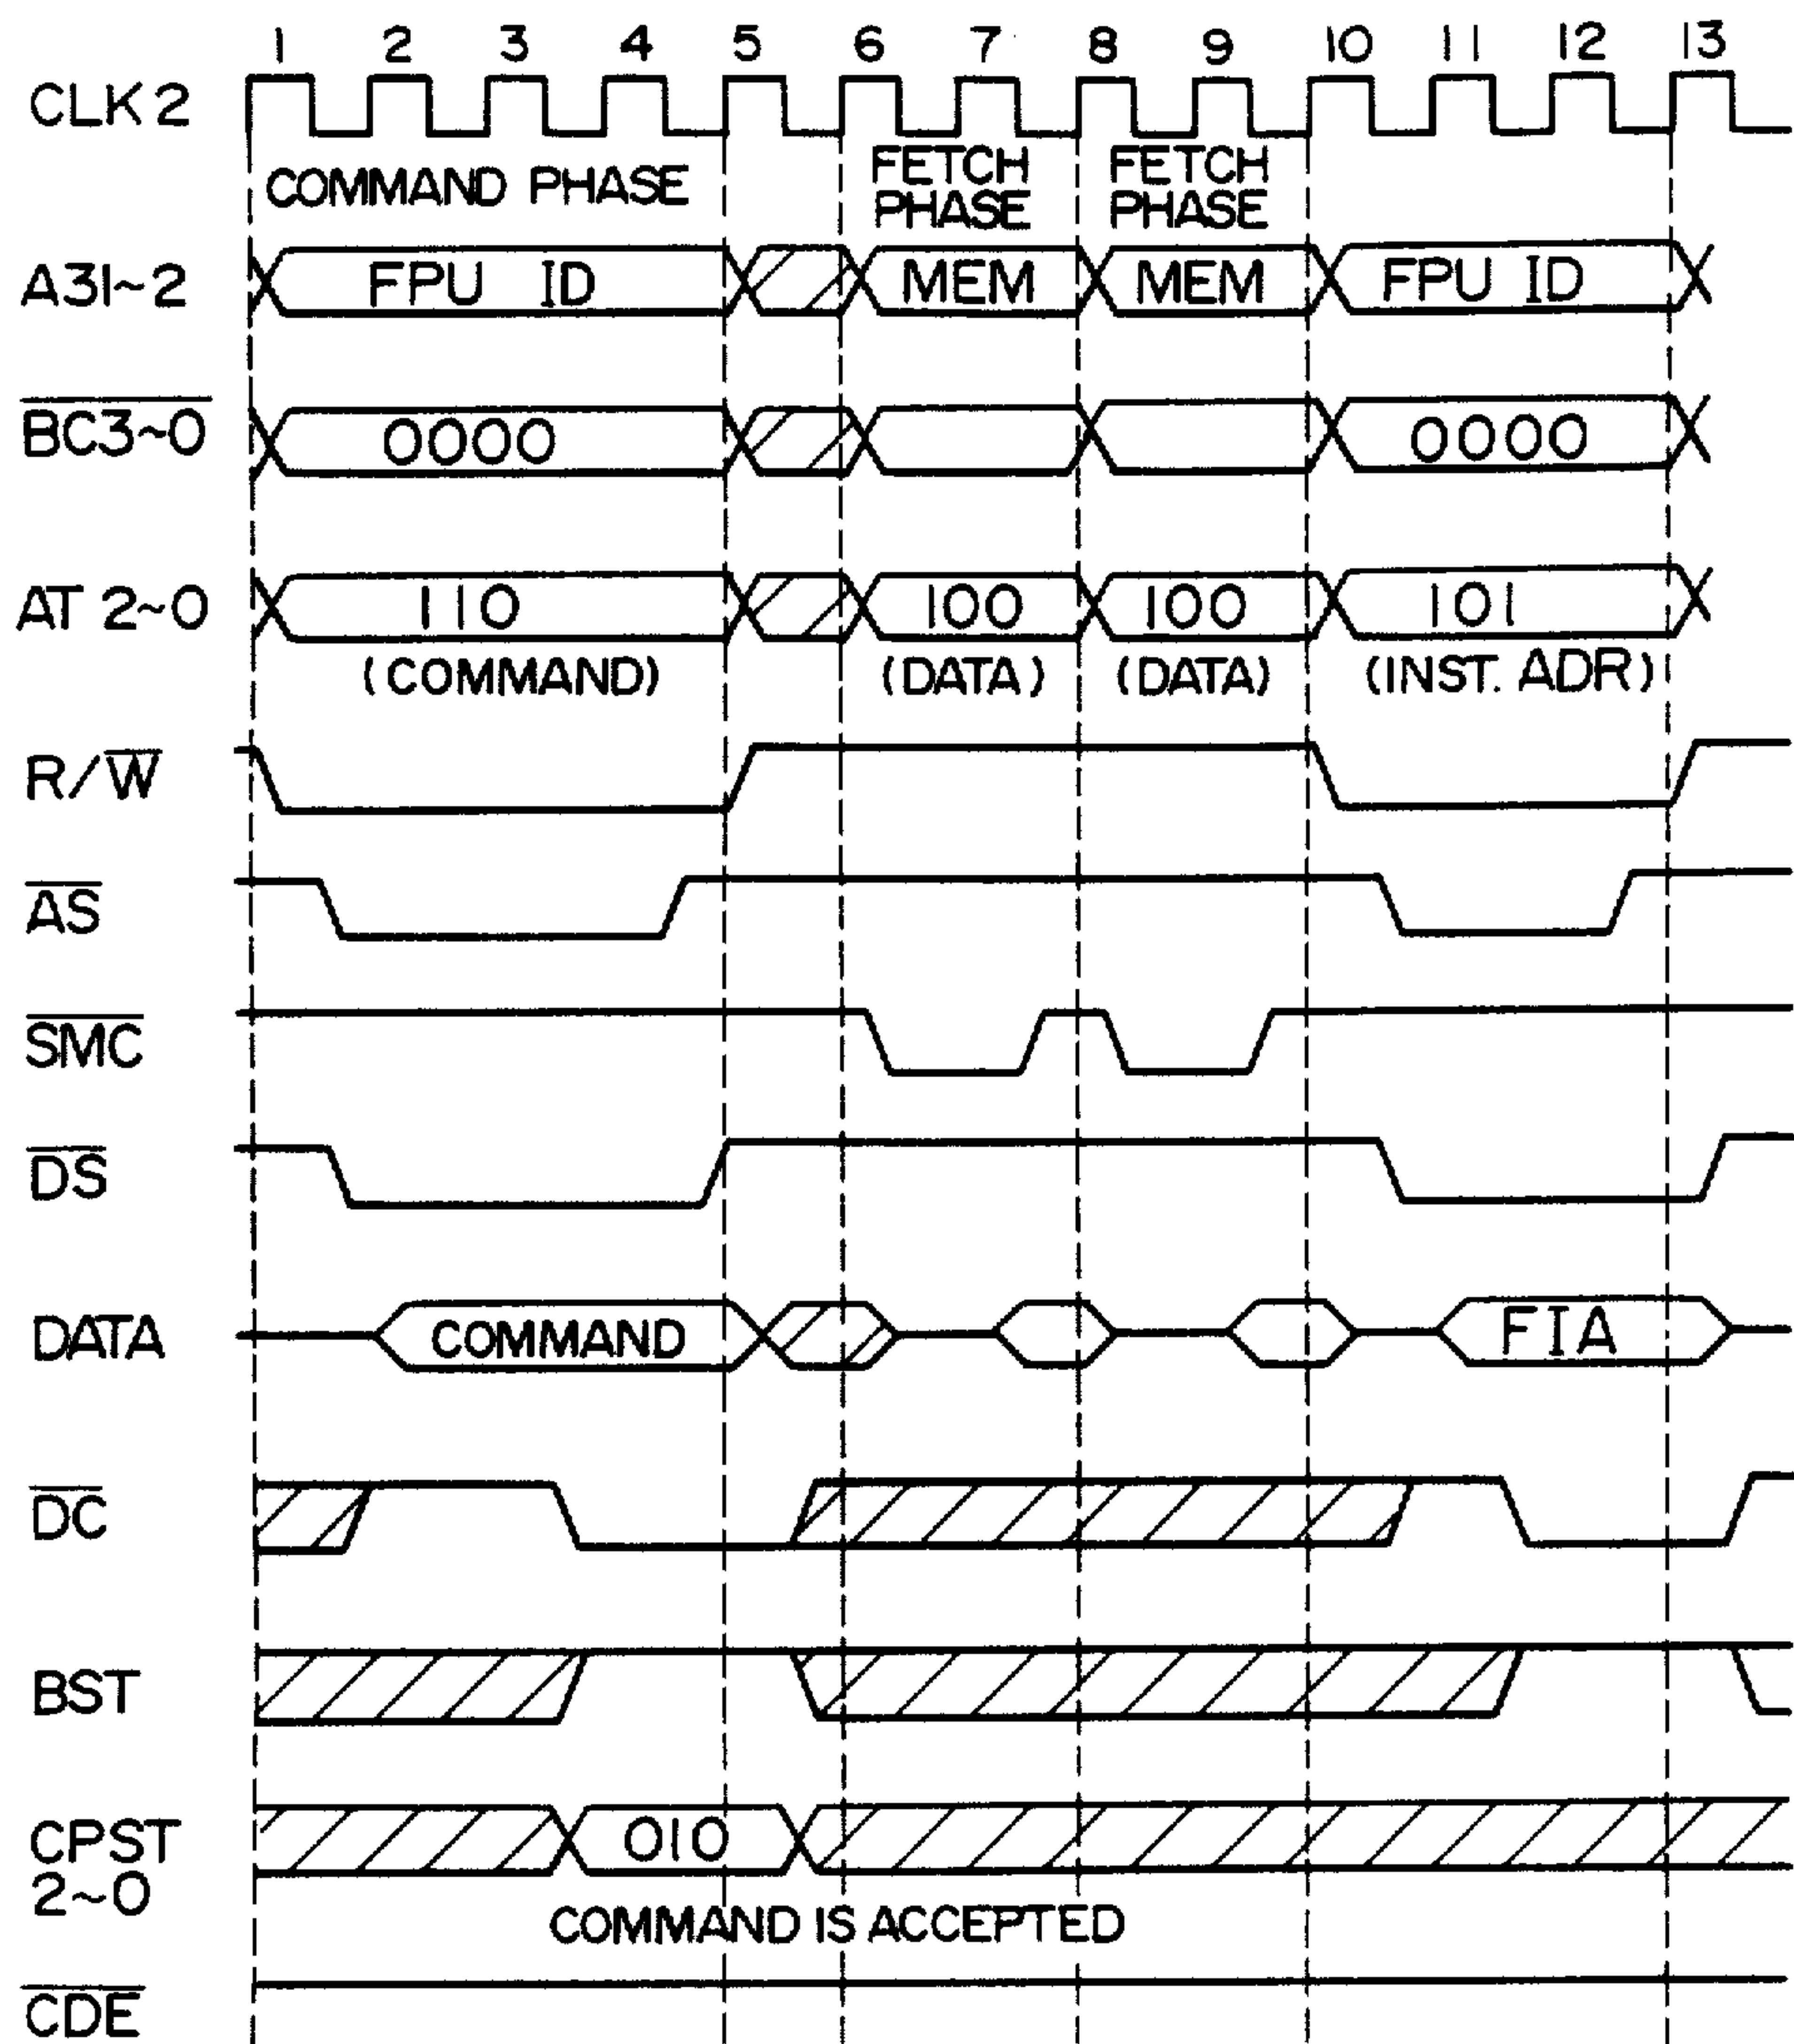 1 2 3 4 5 6 7 8 9 10 11 12 13
CLK 2
COMMAND PHASE
FETCH PHASE
FETCH PHASE
A31~2 FPU ID MEM MEM FPU ID
BC3~0 0000 0000
AT 2~0 110 100 100 101
(COMMAND) (DATA) (DATA) (INST. ADR)
R/W
AS
SMC
DS
DATA COMMAND FIA
DC
BST
CPST 2~0 010
COMMAND IS ACCEPTED
CDE